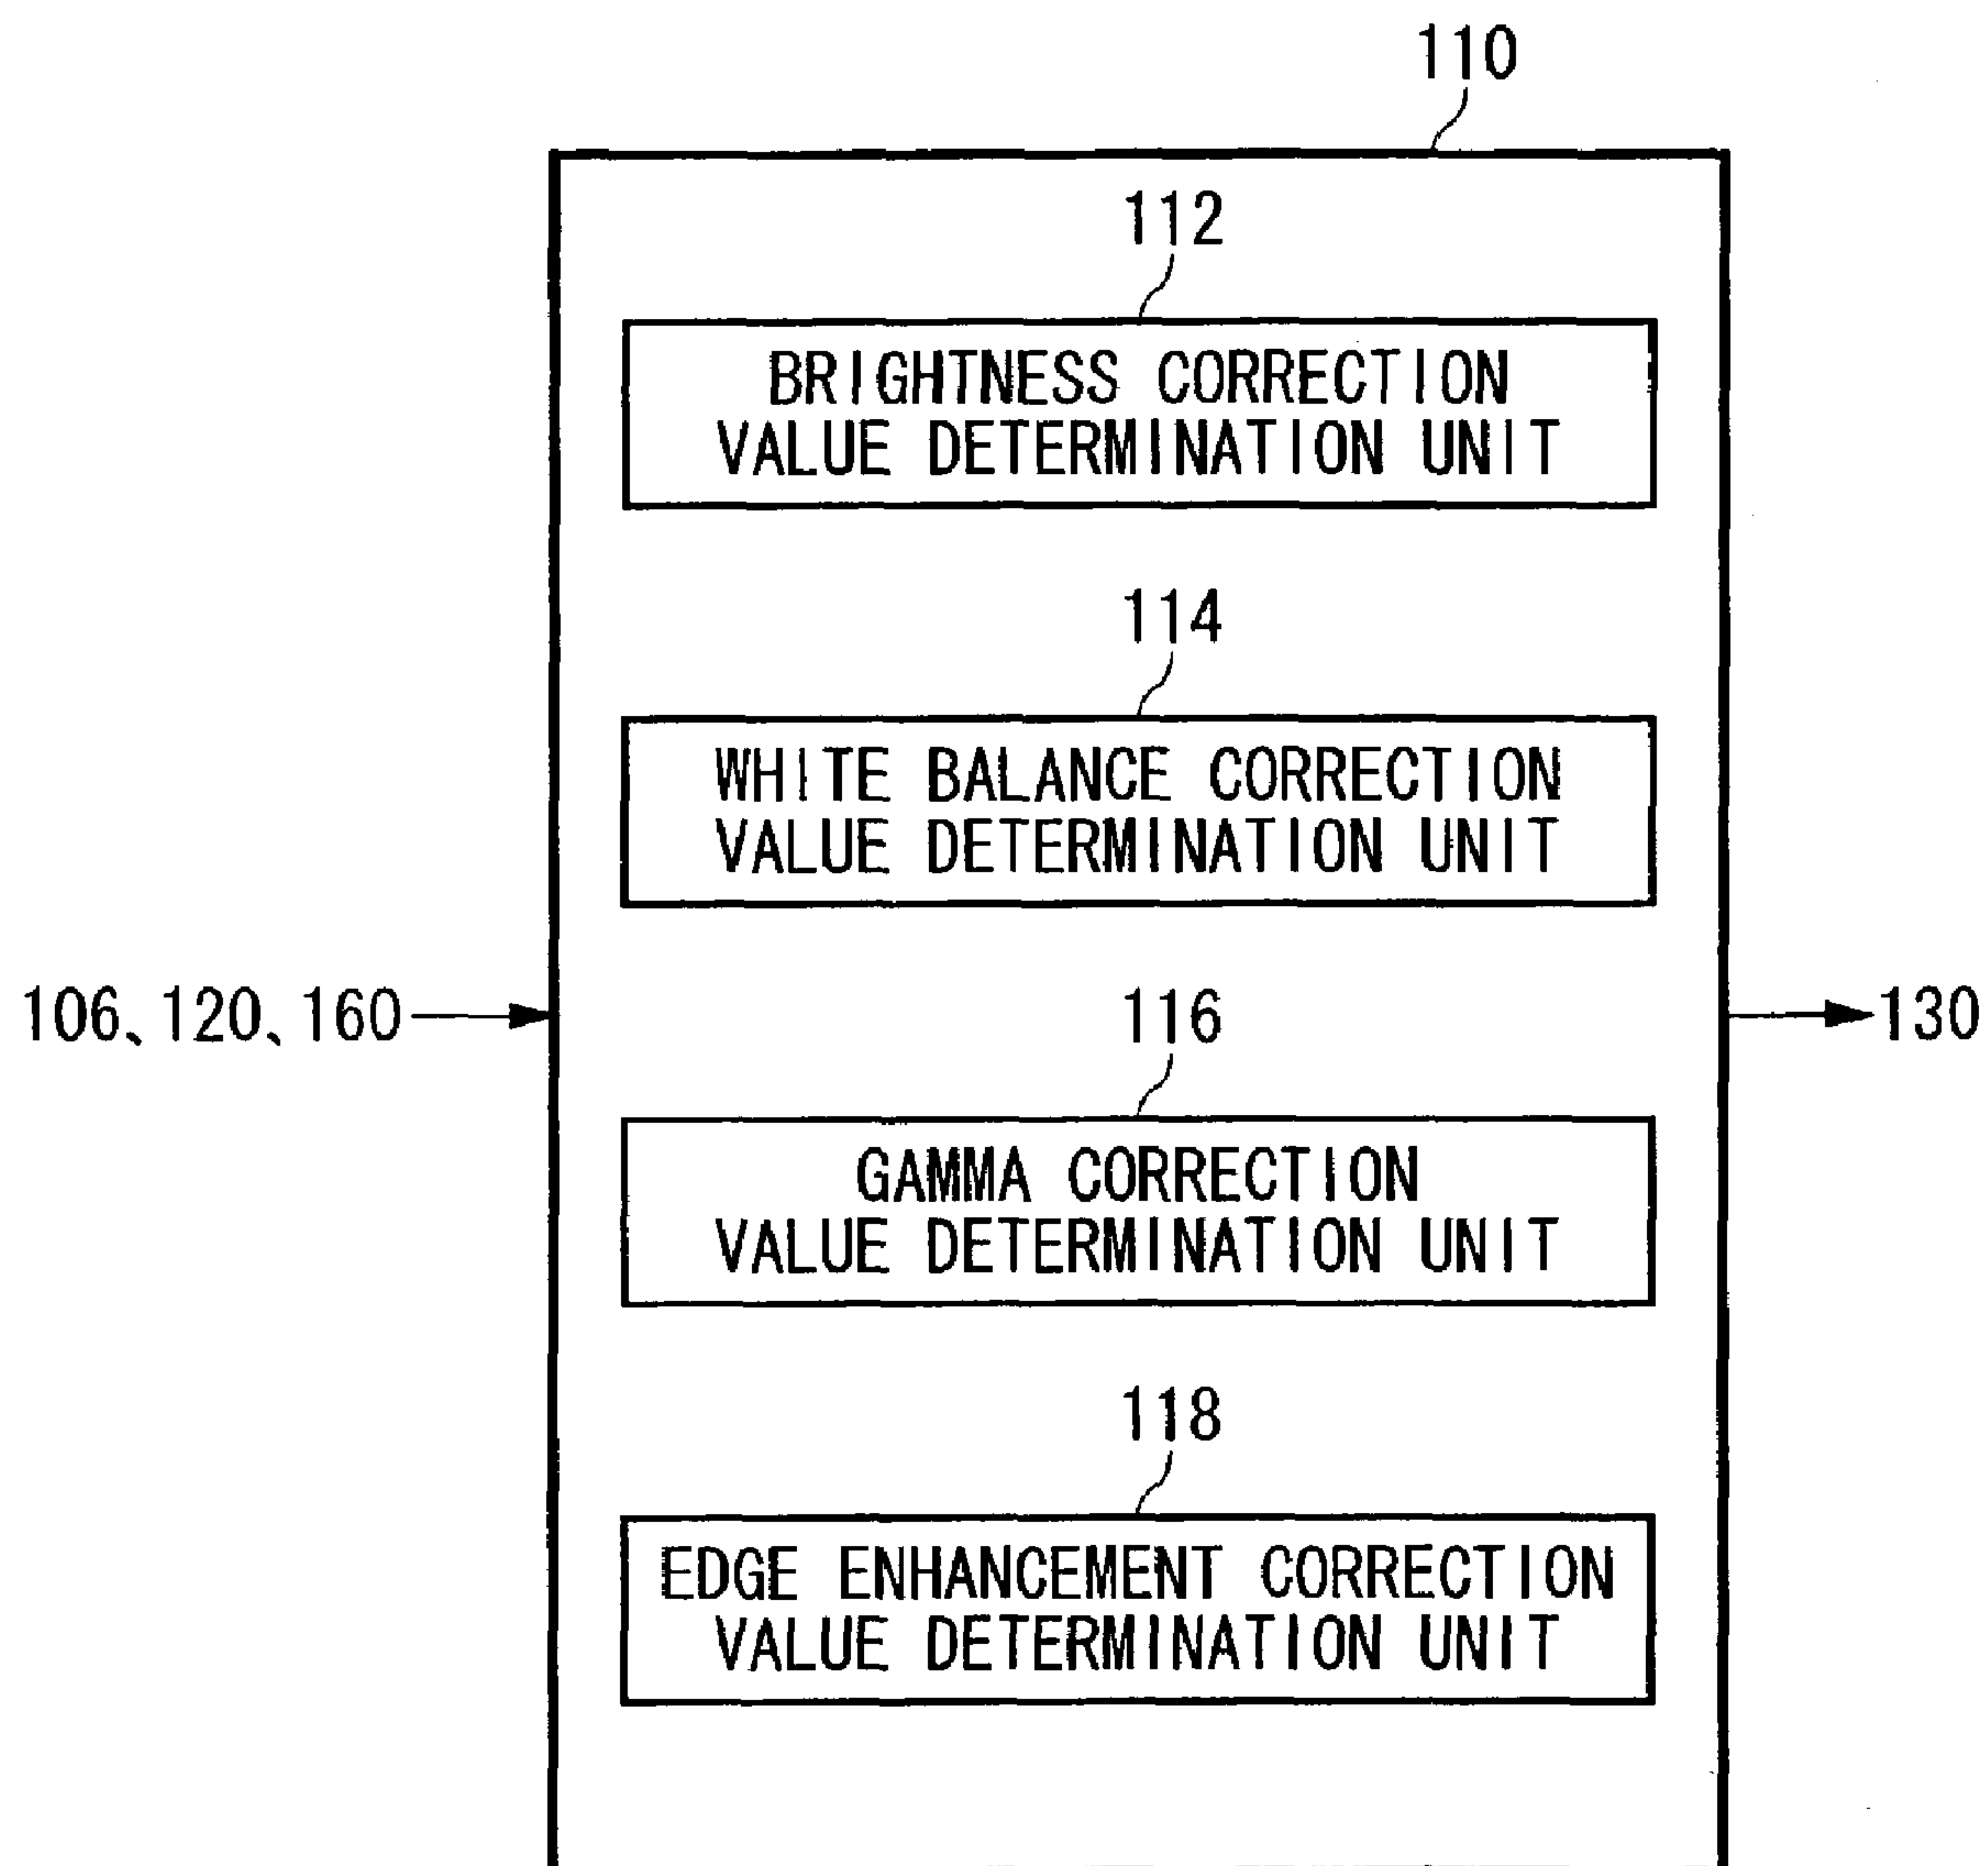 110
112
BRIGHTNESS CORRECTION
VALUE DETERMINATION UNIT
114
WHITE BALANCE CORRECTION
VALUE DETERMINATION UNIT
106、120、160
130
116
GAMMA CORRECTION
VALUE DETERMINATION UNIT
118
EDGE ENHANCEMENT CORRECTION
VALUE DETERMINATION UNIT